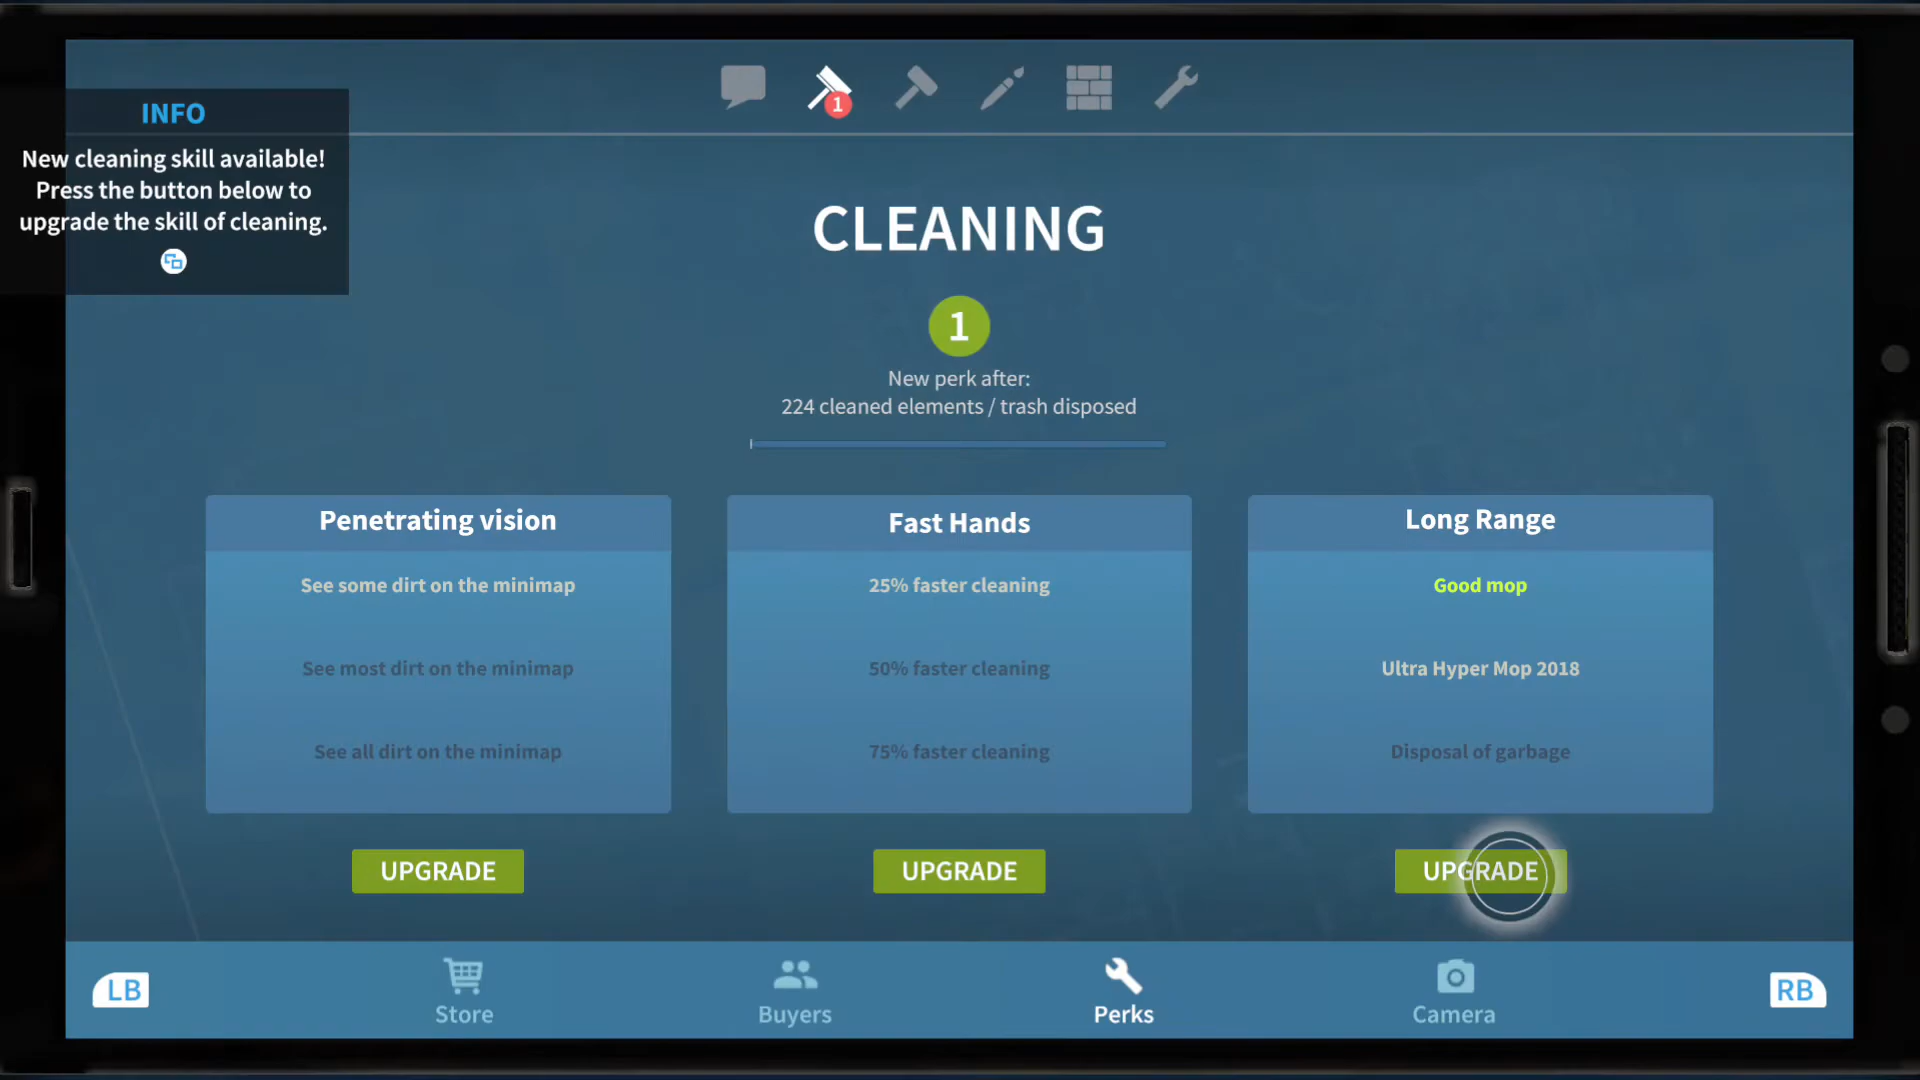 INFO
New cleaning skill available!
Press the button below to
upgrade the skill of cleaning.
1
CLEANING
1
New perk after:
224 cleaned elements / trash disposed
Penetrating vision
See some dirt on the minimap
See most dirt on the minimap
See all dirt on the minimap
UPGRADE
Fast Hands
25% faster cleaning
50% faster cleaning
75% faster cleaning
UPGRADE
Long Range
Good mop
Ultra Hyper Mop 2018
Disposal of garbage
UPGRADE
LB
Store
Buyers
Perks
Camera
RB